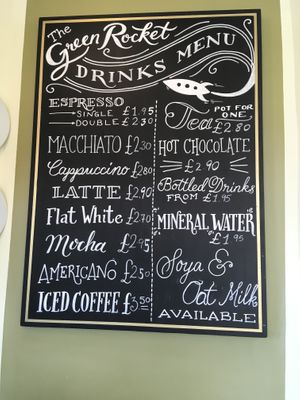 The
Green Rocket
DRINKS MENU
ESPRESSO
SINGLE £1.95
DOUBLE £2.30
MACCHIATO £2.30
Cappuccino £2.80
LATTE £2.90
Flat White £2.70
Mocha £2.95
AMERICANO £2.50
ICED COFFEE £3.50
Tea POT FOR ONE £2.80
HOT CHOCOLATE
£2.90
Bottled Drinks
FROM £1.95
MINERAL WATER
£1.95
Soya &
Oat Milk
AVAILABLE